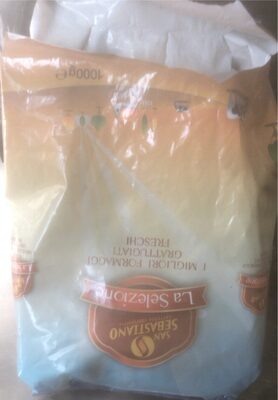 SAN
SEBASTIANO
La Selezione
I MIGLIORI FORMAGGI
GRATTUGIATI
FRESCHI
1000g e